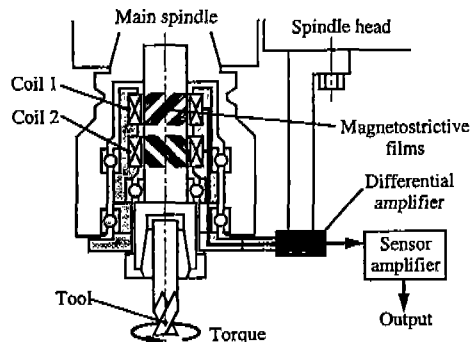 Main spindle
Spindle head
Coil 1
Coil 2
Magnetostrictive
films
Differential
amplifier
Sensor
amplifier
Output
Tool
Torque